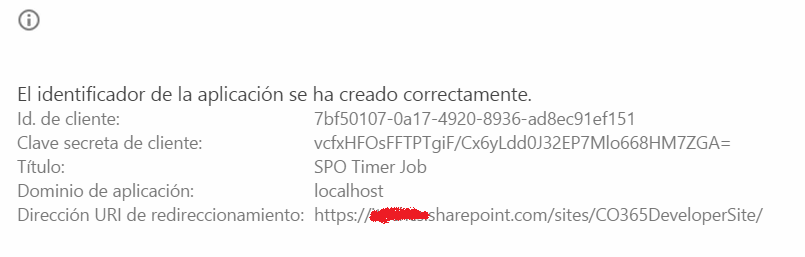 El identificador de la aplicación se ha creado correctamente.
Id. de cliente: 7bf50107-0a17-4920-8936-ad8ec91ef151
Clave secreta de cliente: vcfxHFOsFFTPTgiF/Cx6yLdd0J32EP7Mlo668HM7ZGA=
Título: SPO Timer Job
Dominio de aplicación: localhost
Dirección URI de redireccionamiento: https:// sharepoint.com/sites/CO365DeveloperSite/